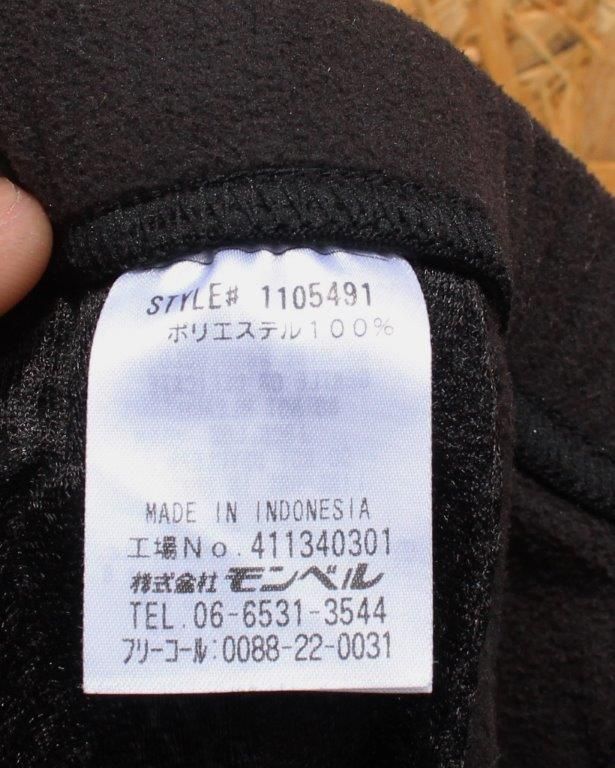 STYLE# 1105491
ポリエステル100%
MADE IN INDONESIA
工場No.411340301
株式会社 モンベル
TEL.06-6531-3544
フリーコール:0088-22-0031